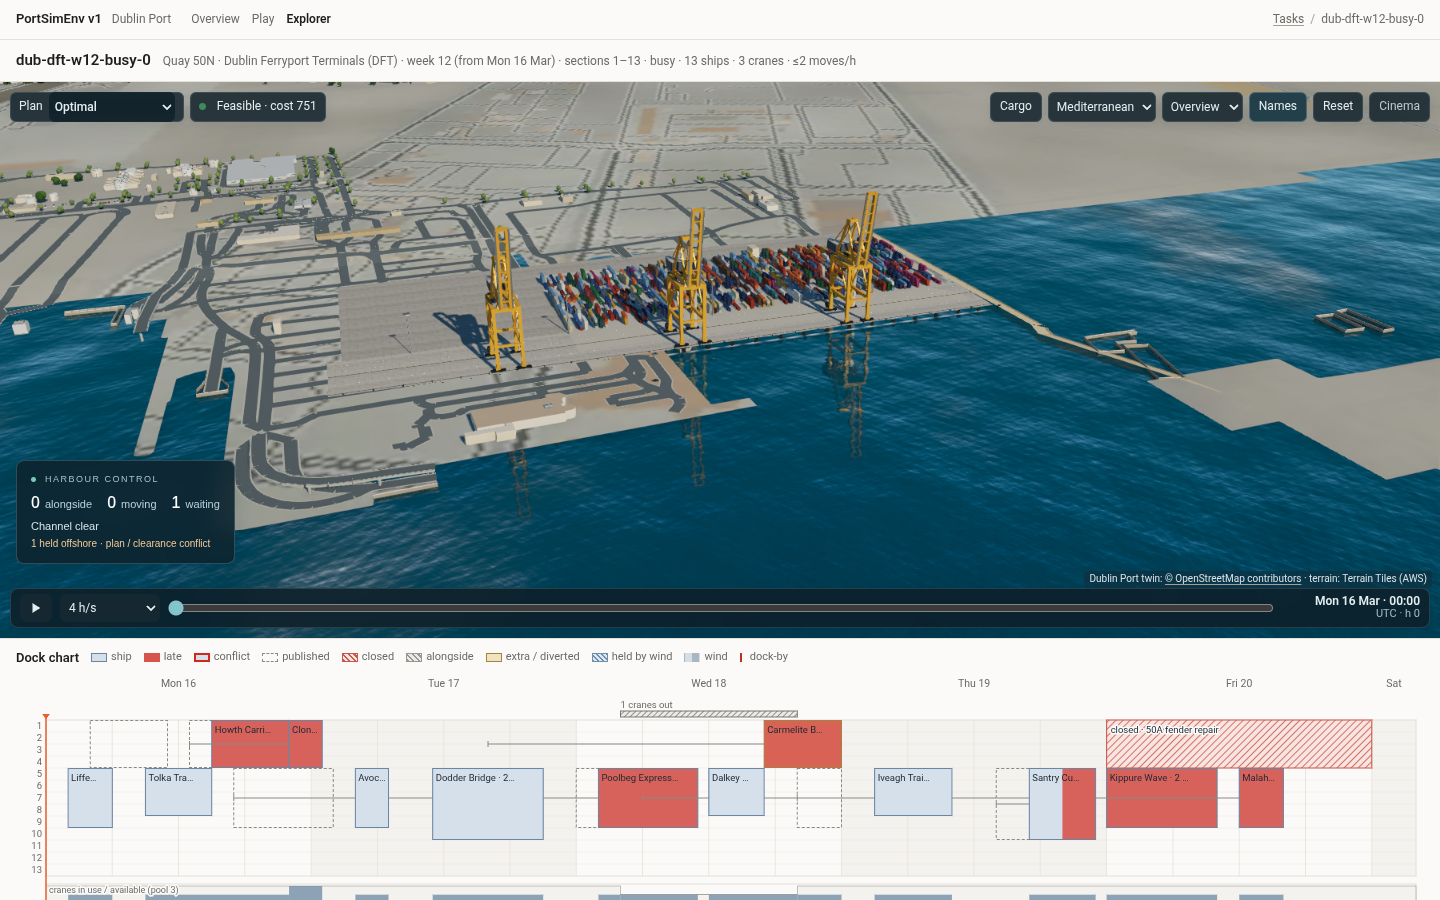 PortSimEnv v1 Dublin Port Overview Play Explorer Tasks / dub-dft-w12-busy-0
dub-dft-w12-busy-0 Quay 50N · Dublin Ferryport Terminals (DFT) · week 12 (from Mon 16 Mar) · sections 1–13 · busy · 13 ships · 3 cranes · ≤2 moves/h
Plan Optimal Feasible · cost 751 Cargo Mediterranean Overview Names Reset Cinema
HARBOUR CONTROL
0 alongside 0 moving 1 waiting
Channel clear
1 held offshore · plan / clearance conflict
Dublin Port twin: © OpenStreetMap contributors · terrain: Terrain Tiles (AWS)
4 h/s Mon 16 Mar · 00:00
UTC · h 0
Dock chart ship late conflict published closed alongside extra / diverted held by wind wind dock-by
Mon 16 Tue 17 Wed 18 Thu 19 Fri 20 Sat
1 cranes out
1
2 Howth Carri... Clon... Carmelite B... closed · 50A fender repair
3
4
5
6 Liffe... Tolka Tra... Avoc... Dodder Bridge · 2... Poolbeg Express... Dalkey ... Iveagh Trai... Santry Cu... Kippure Wave · 2 ... Malah...
7
8
9
10
11
12
13
cranes in use / available (pool 3)